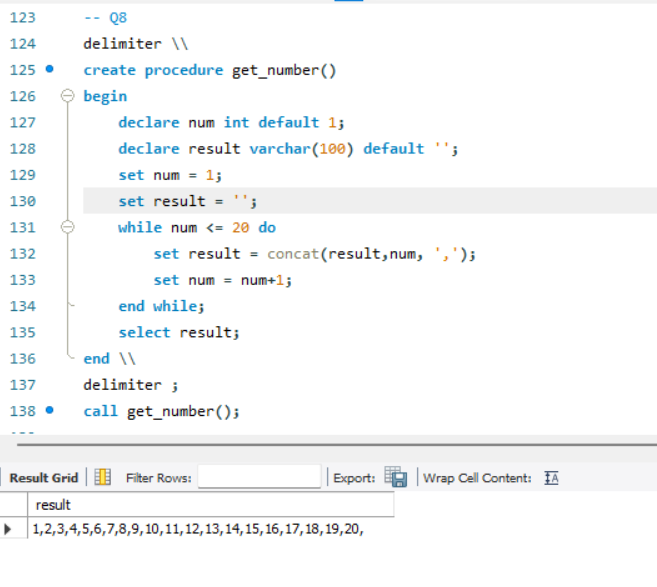 123 -- Q8
124 delimiter \\
125 create procedure get_number()
126 begin
127 declare num int default 1;
128 declare result varchar(100) default '';
129 set num = 1;
130 set result = '';
131 while num <= 20 do
132 set result = concat(result,num, ',');
133 set num = num+1;
134 end while;
135 select result;
136 end \\
137 delimiter ;
138 call get_number();
Result Grid Filter Rows: Export: Wrap Cell Content: IA
result
1,2,3,4,5,6,7,8,9,10,11,12,13,14,15,16,17,18,19,20,